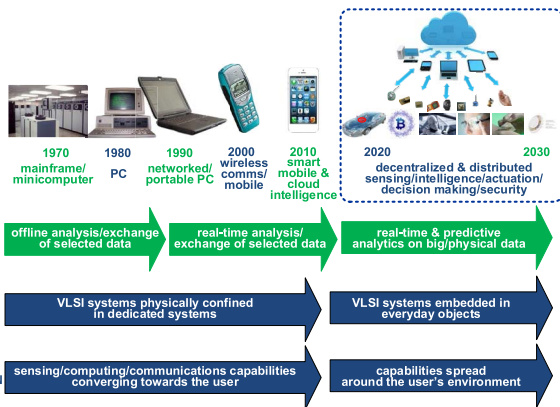 1970
mainframe/
minicomputer
1980
PC
1990
networked/
portable PC
2000
wireless
comms/
mobile
2010
smart
mobile &
cloud
intelligence
2020
2030
decentralized & distributed
sensing/intelligence/actuation/
decision making/security
offline analysis/exchange
of selected data
real-time analysis/
exchange of selected data
real-time & predictive
analytics on big/physical data
VLSI systems physically confined
in dedicated systems
VLSI systems embedded in
everyday objects
sensing/computing/communications capabilities
converging towards the user
capabilities spread
around the user's environment